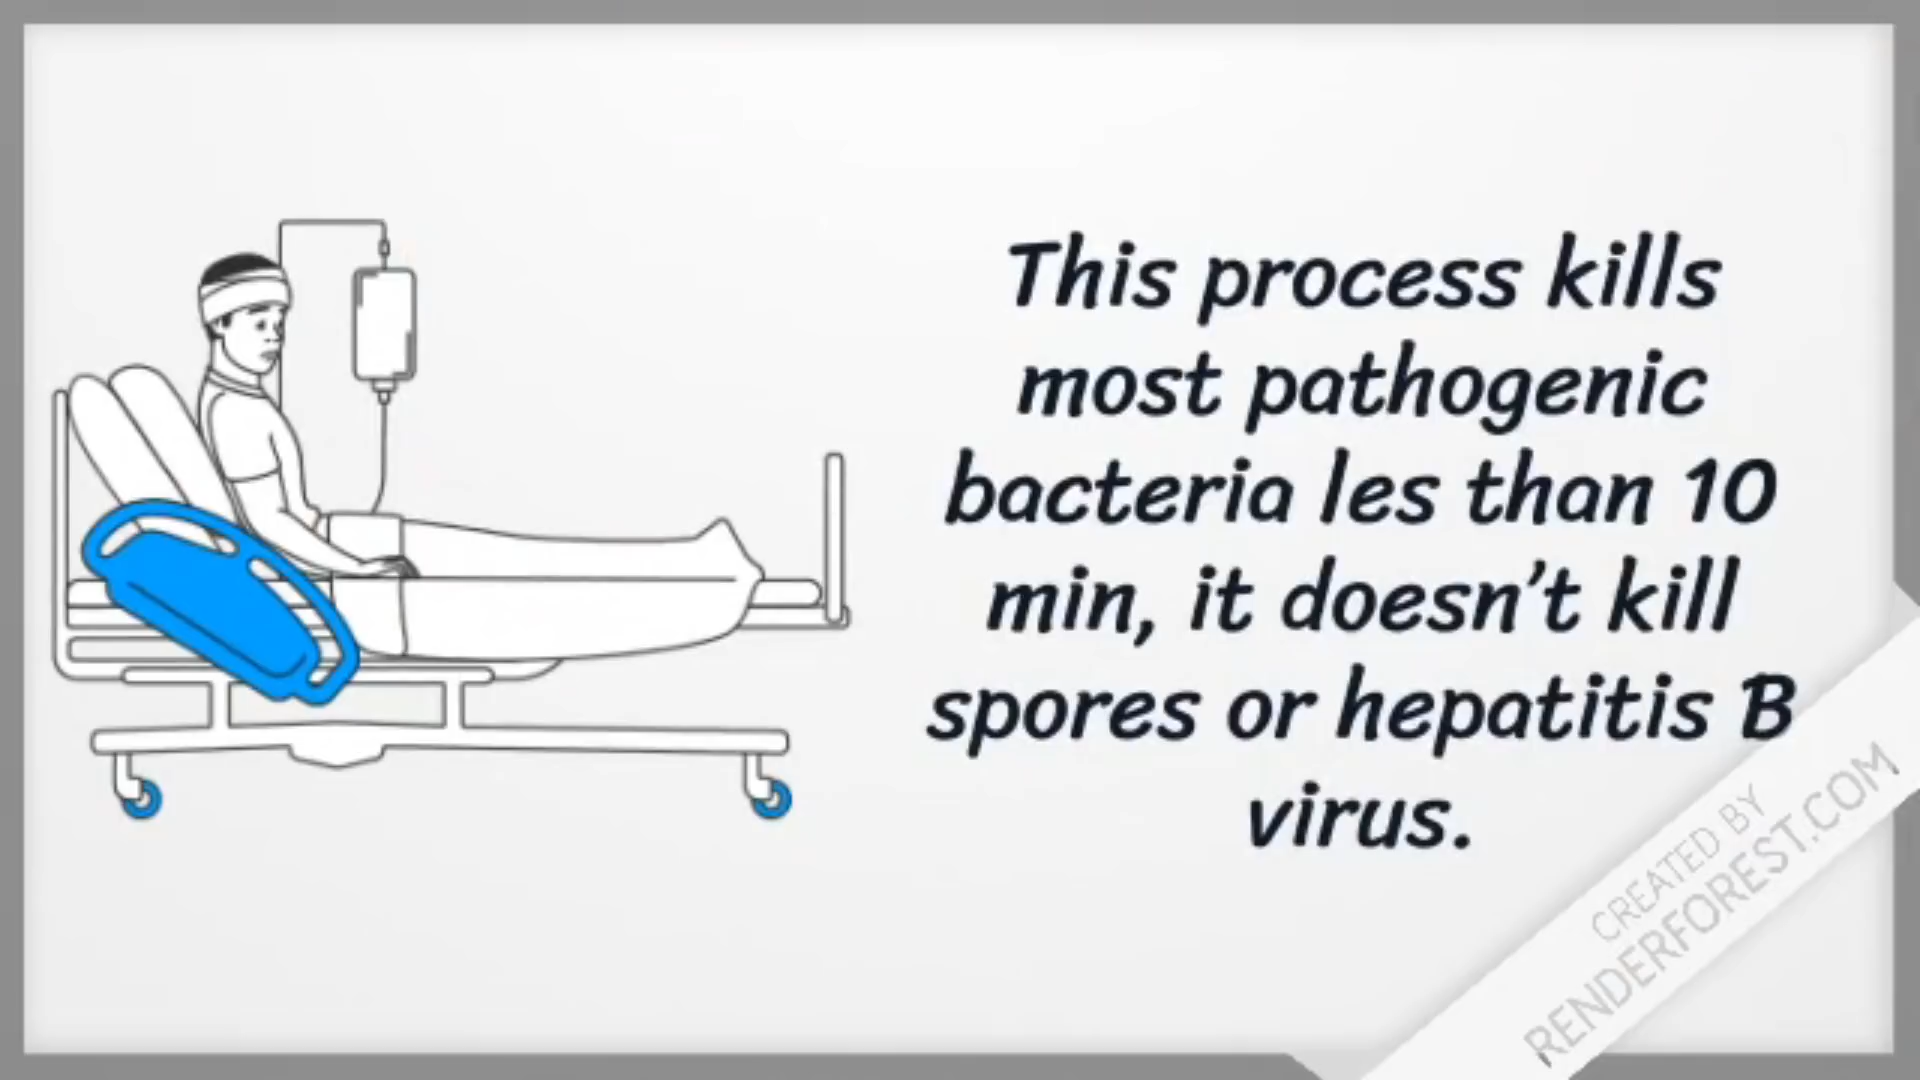 This process kills
most pathogenic
bacteria les than 10
min, it doesn't kill
spores or hepatitis B
virus.
CREATED BY
RENDERFOREST.COM